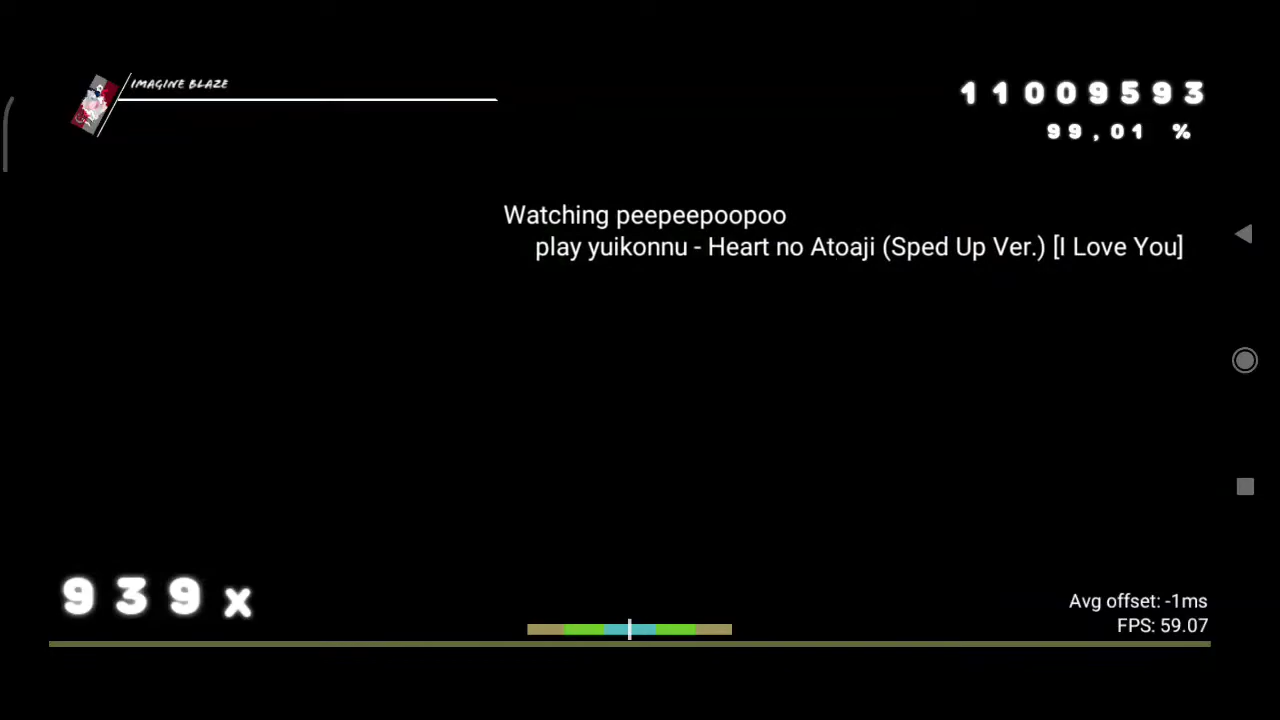 IMAGINE BLAZE
11009593
99,01 %
Watching peepeepoopoo
play yuikonnu - Heart no Atoaji (Sped Up Ver.) [I Love You]
939x
Avg offset: -1ms
FPS: 59.07